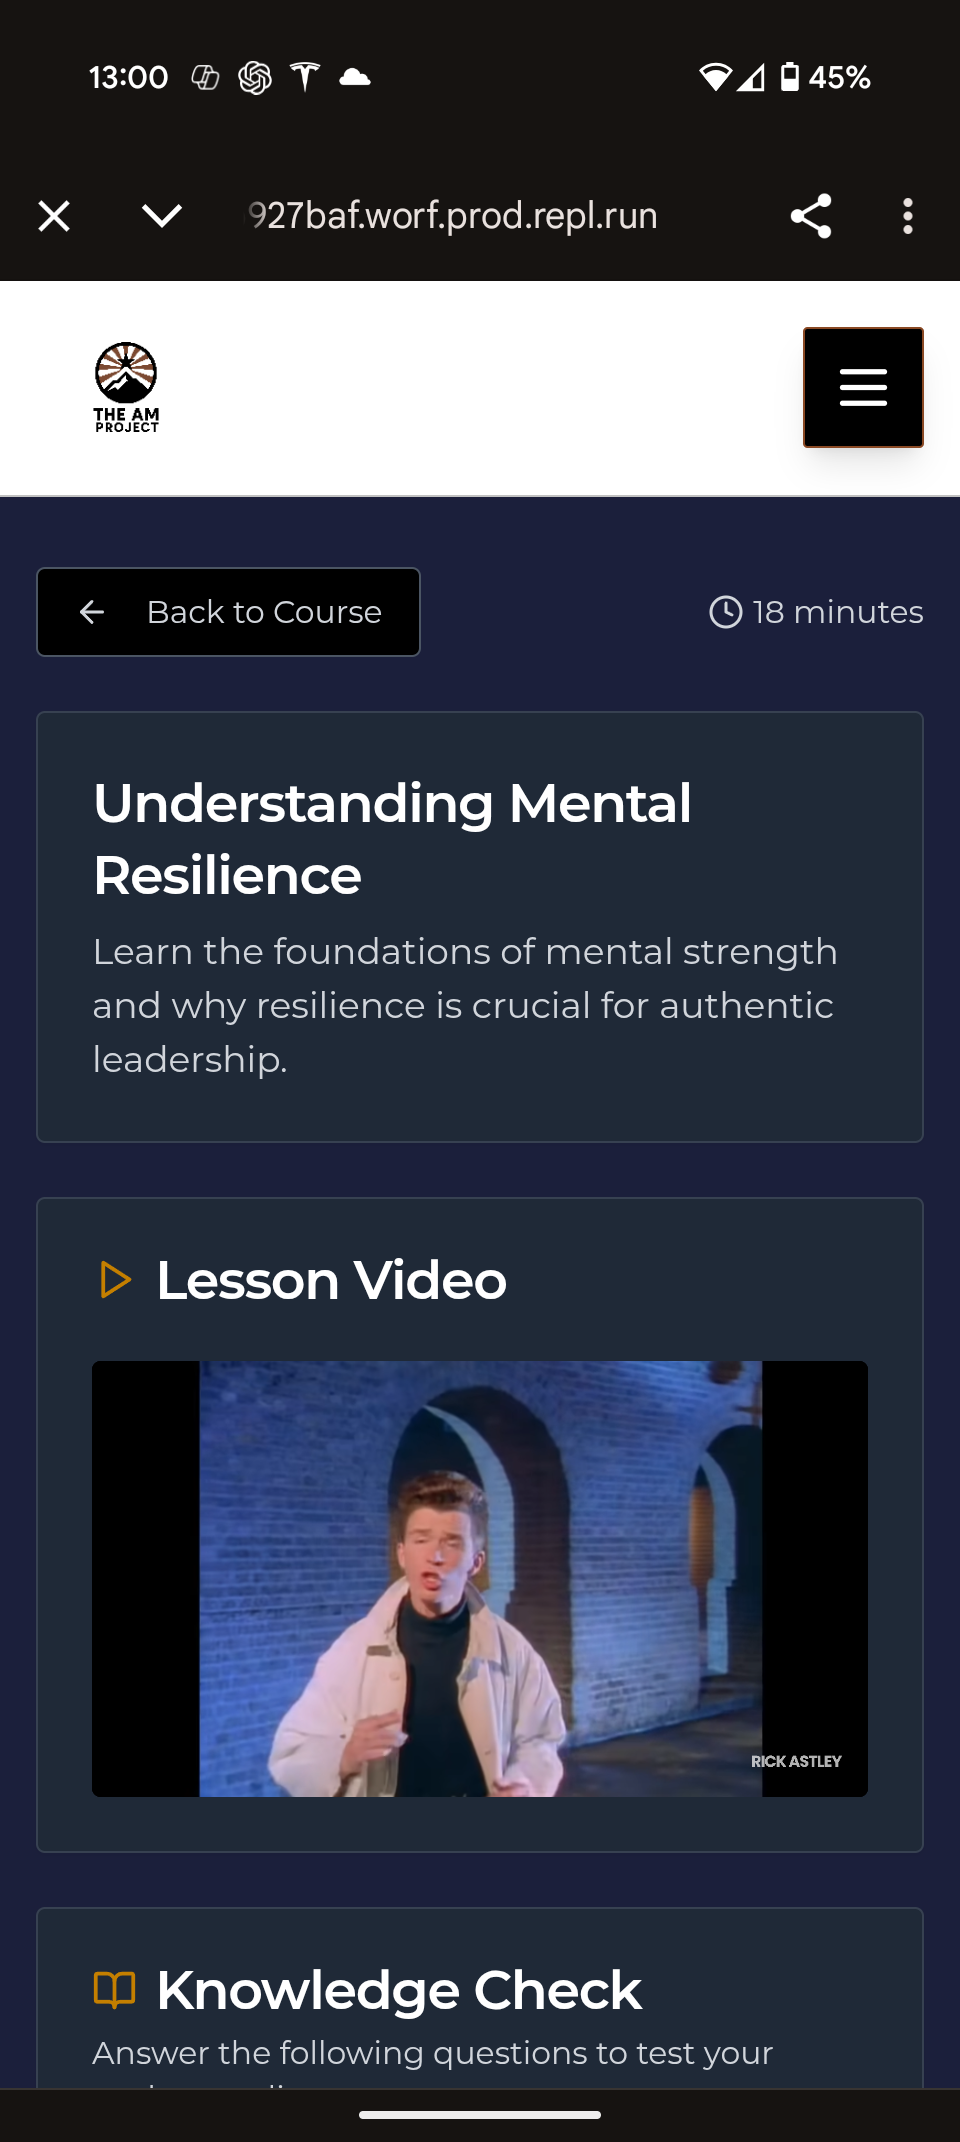 13:00
45%
927baf.worf.prod.repl.run
THE AM
PROJECT
Back to Course
18 minutes
Understanding Mental
Resilience
Learn the foundations of mental strength
and why resilience is crucial for authentic
leadership.
Lesson Video
RICK ASTLEY
Knowledge Check
Answer the following questions to test your